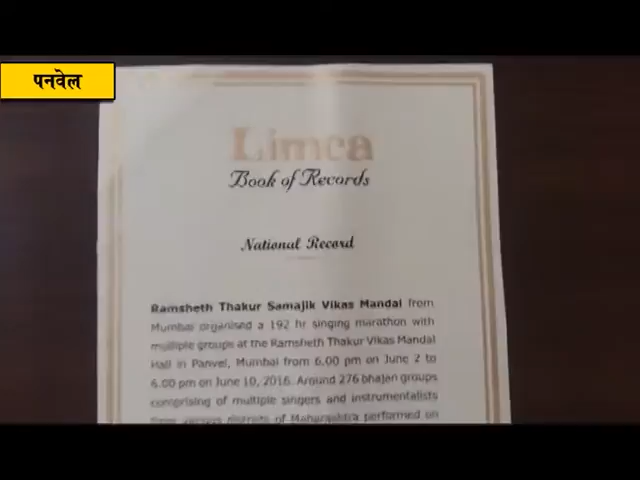 पनवेल
Limca
Book of Records
National Record
Ramsheth Thakur Samajik Vikas Mandal from
Mumbai organised a 192 hr singing marathon with
multiple groups at the Ramsheth Thakur Vikas Mandal
Hall in Panvel, Mumbai from 6.00 pm on June 2 to
6.00 pm on June 10, 2016. Around 276 bhajan groups
comprising of multiple singers and instrumentalists
from various districts of Maharashtra performed on